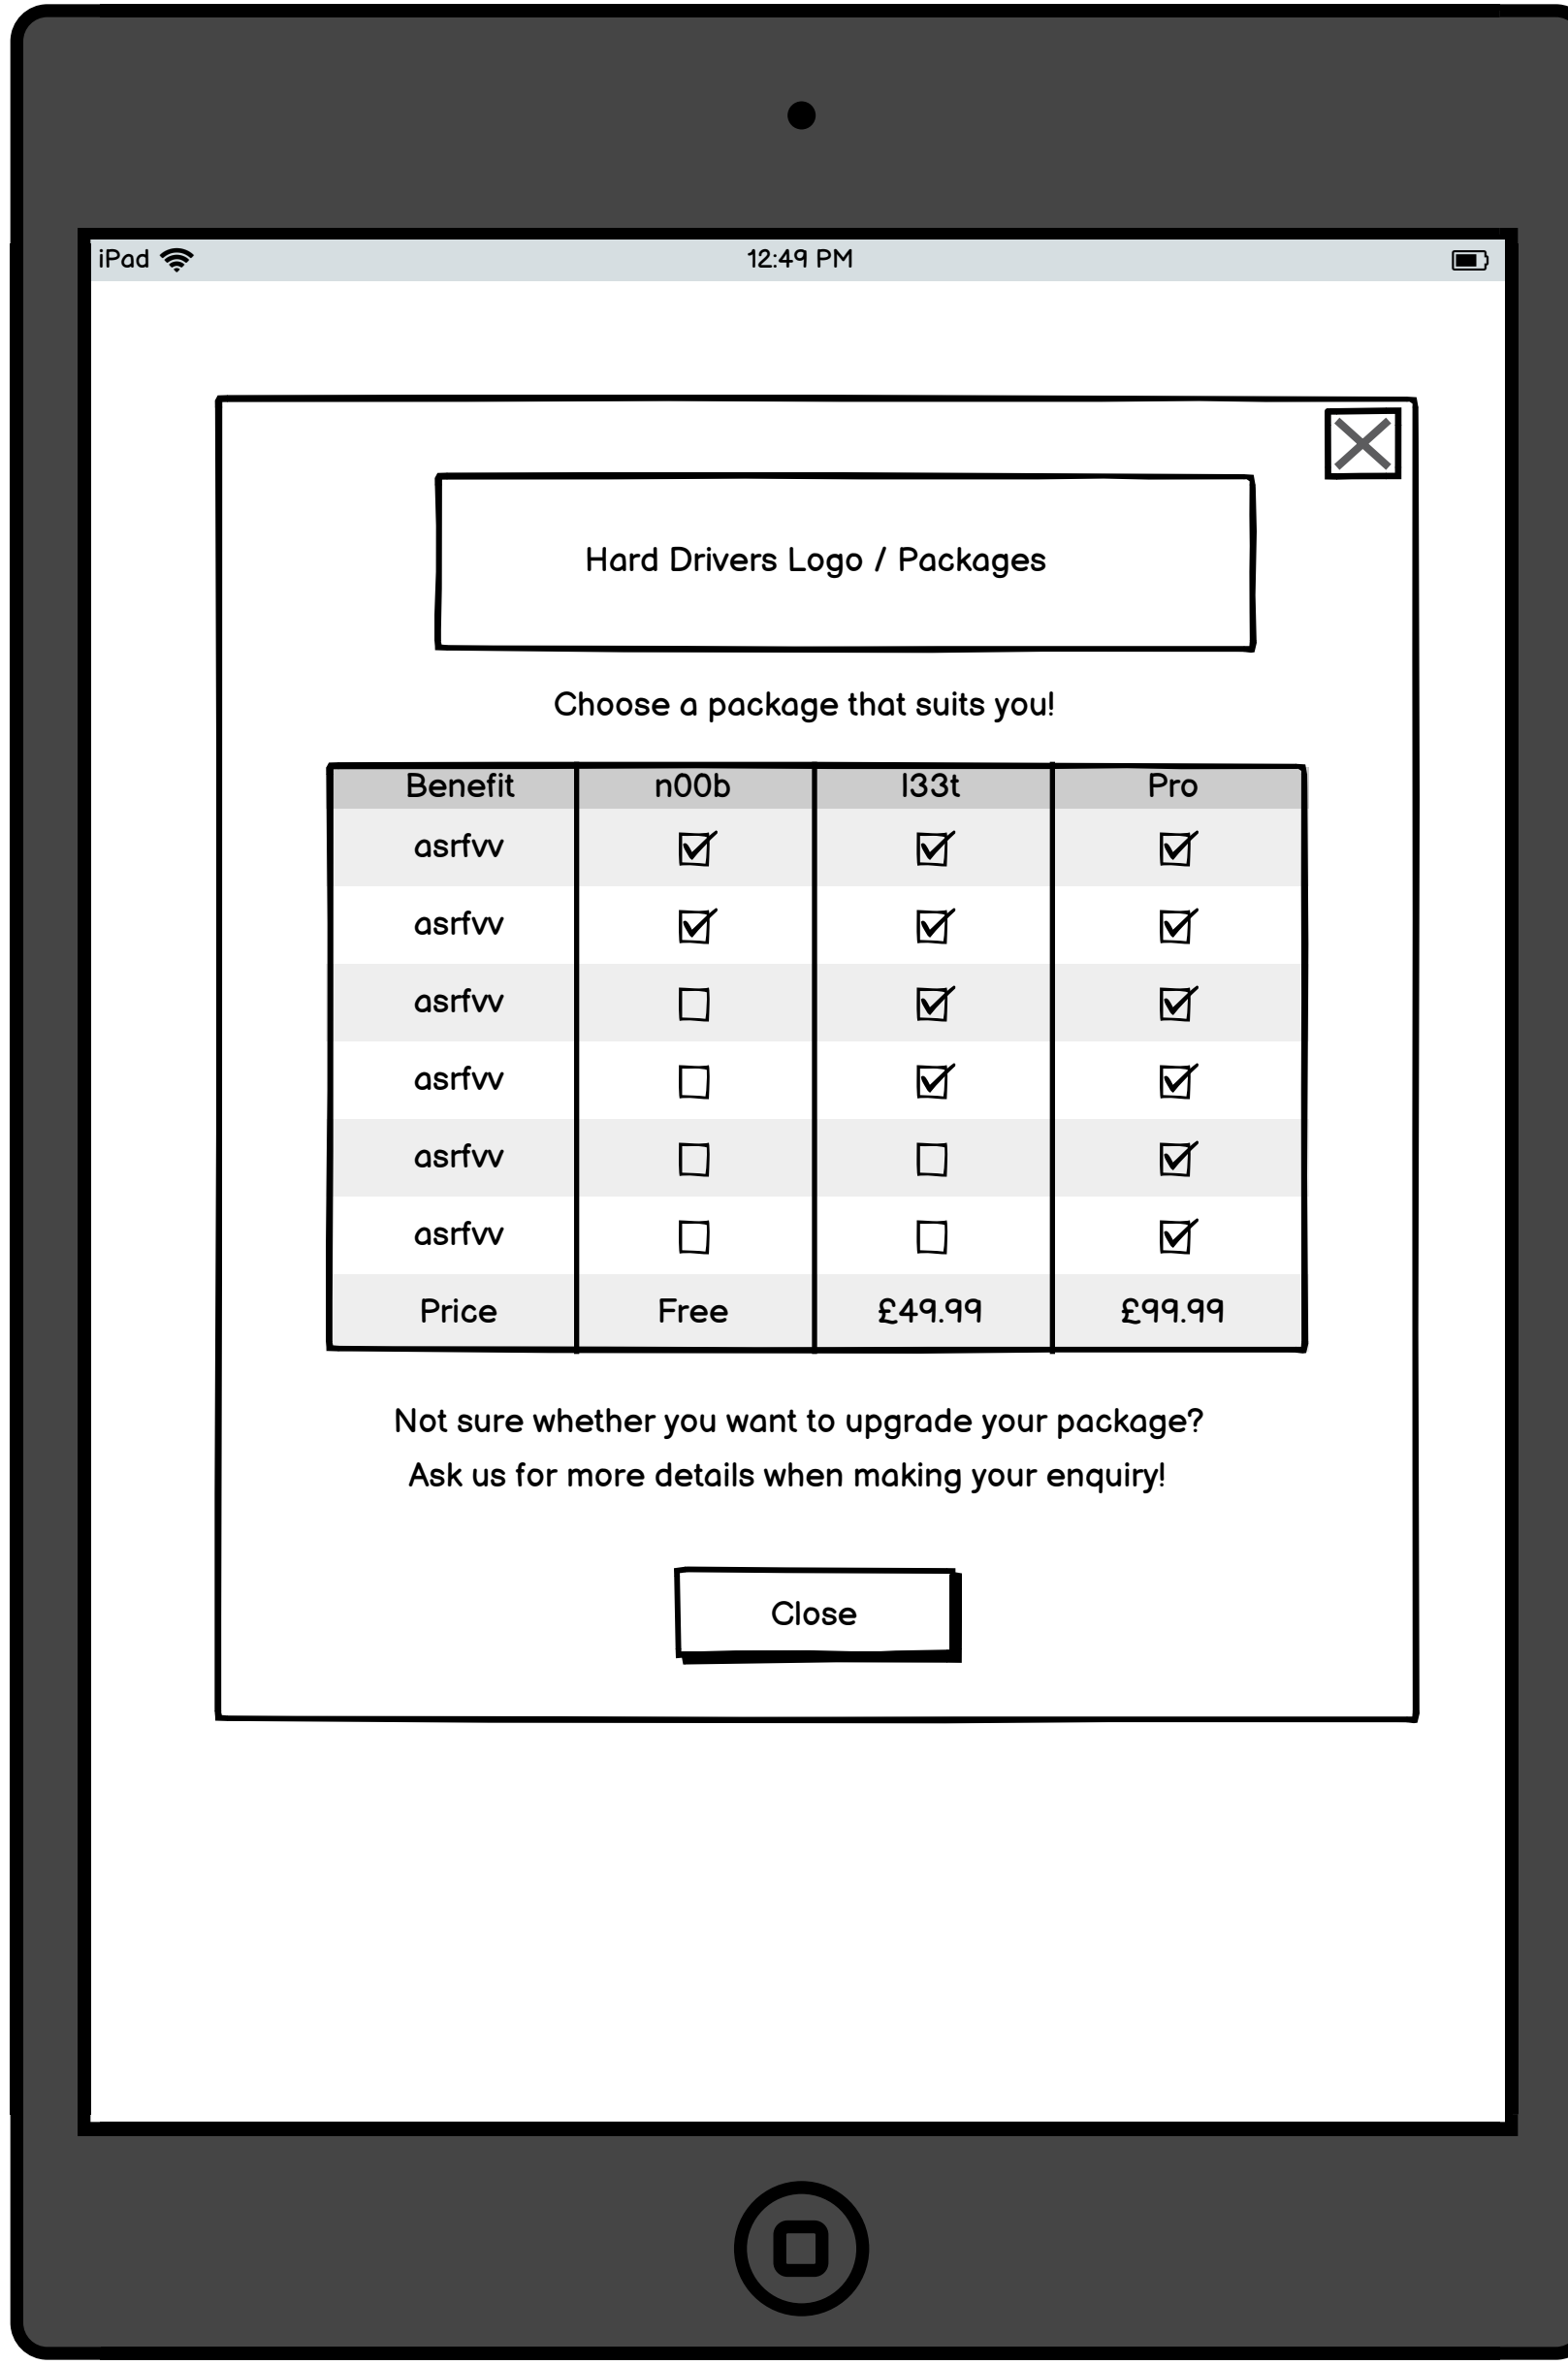 iPad 12:49 PM
Hard Drivers Logo / Packages
Choose a package that suits you!
Benefit n00b l33t Pro
asrfvv
asrfvv
asrfvv
asrfvv
asrfvv
asrfvv
Price Free £49.99 £99.99
Not sure whether you want to upgrade your package?
Ask us for more details when making your enquiry!
Close